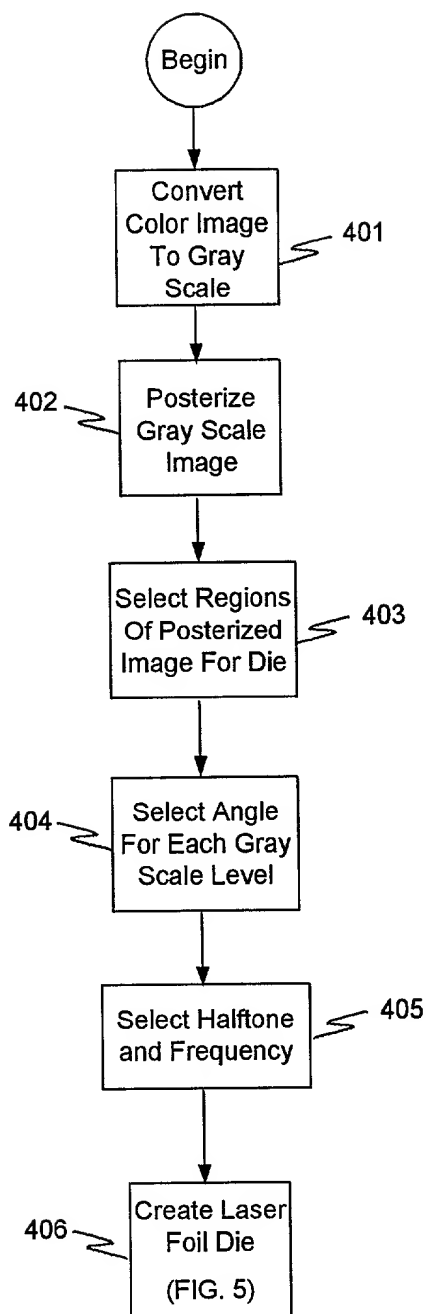 Begin
Convert
Color Image
To Gray
Scale
401
402
Posterize
Gray Scale
Image
Select Regions
Of Posterized
Image For Die
403
404
Select Angle
For Each Gray
Scale Level
Select Halftone
and Frequency
405
406
Create Laser
Foil Die
(FIG. 5)